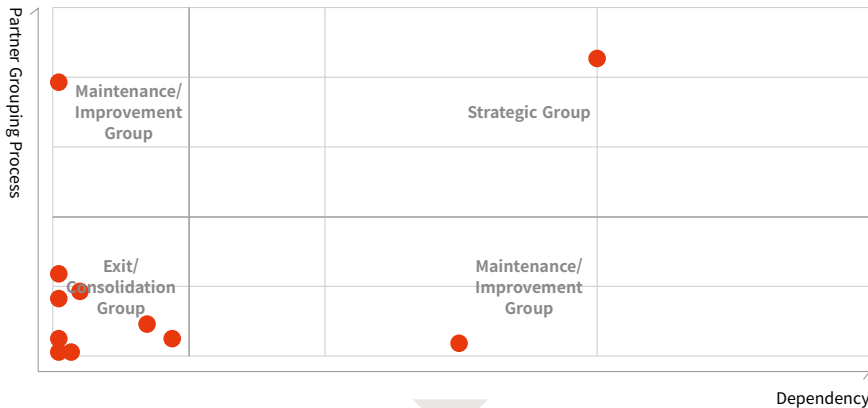 Partner Grouping Process
Maintenance/
Improvement
Group
Strategic Group
Exit/
Consolidation
Group
Maintenance/
Improvement
Group
Dependency